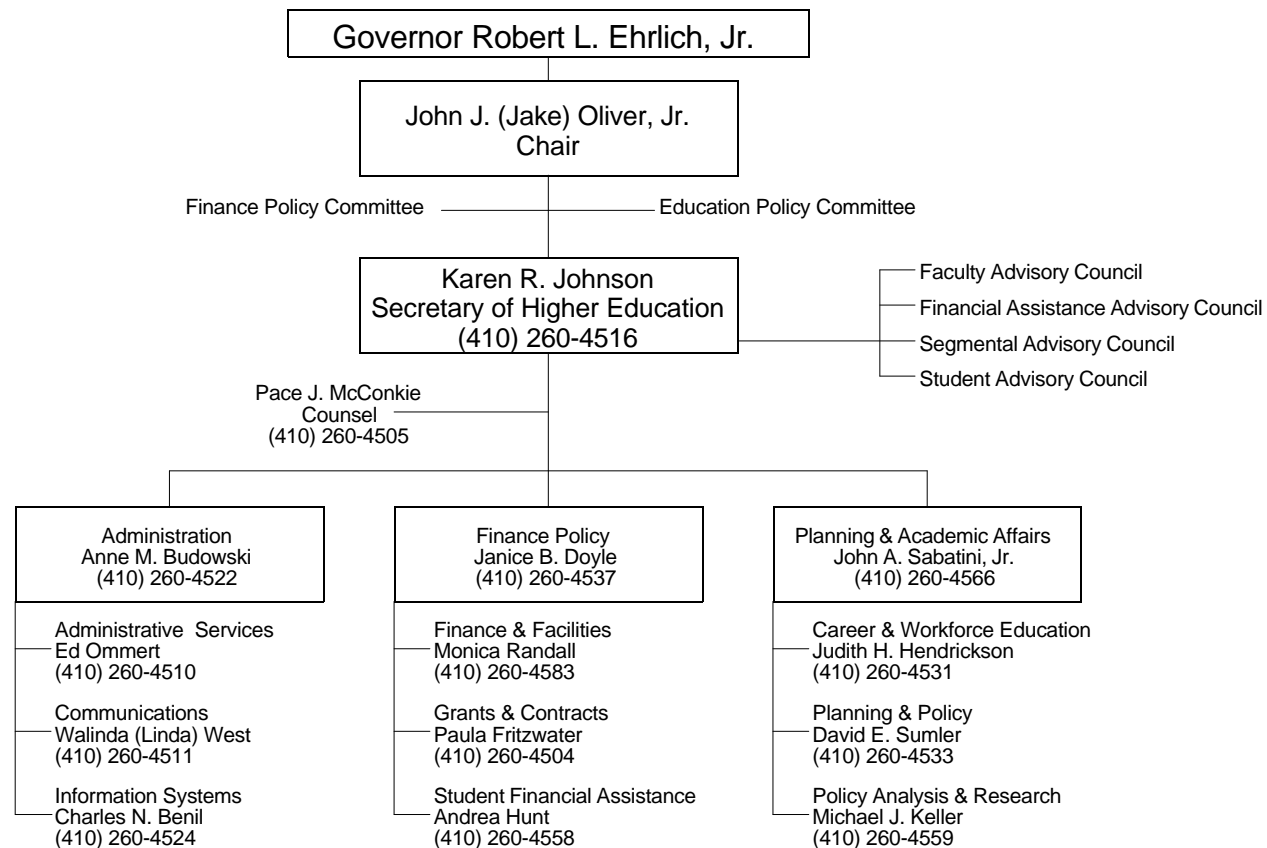 Governor Robert L. Ehrlich, Jr.
John J. (Jake) Oliver, Jr.
Chair
Finance Policy Committee
Education Policy Committee
Karen R. Johnson
Secretary of Higher Education
(410) 260-4516
Faculty Advisory Council
Financial Assistance Advisory Council
Segmental Advisory Council
Student Advisory Council
Pace J. McConkie
Counsel
(410) 260-4505
Administration
Anne M. Budowski
(410) 260-4522
Administrative Services
Ed Ommert
(410) 260-4510
Communications
Walinda (Linda) West
(410) 260-4511
Information Systems
Charles N. Benil
(410) 260-4524
Finance Policy
Janice B. Doyle
(410) 260-4537
Finance & Facilities
Monica Randall
(410) 260-4583
Grants & Contracts
Paula Fritzwater
(410) 260-4504
Student Financial Assistance
Andrea Hunt
(410) 260-4558
Planning & Academic Affairs
John A. Sabatini, Jr.
(410) 260-4566
Career & Workforce Education
Judith H. Hendrickson
(410) 260-4531
Planning & Policy
David E. Sumler
(410) 260-4533
Policy Analysis & Research
Michael J. Keller
(410) 260-4559